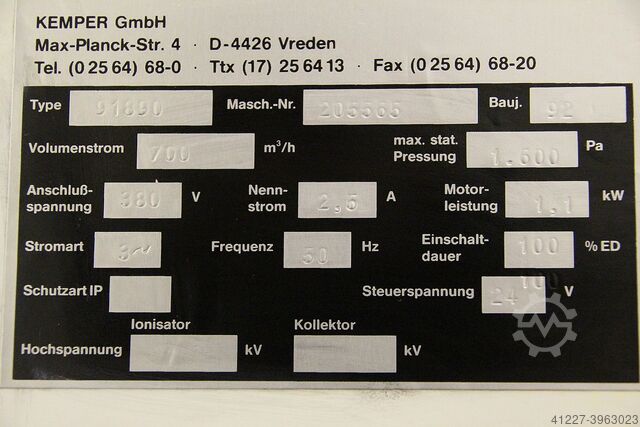 KEMPER GmbH
Max-Planck-Str. 4 · D-4426 Vreden
Tel. (0 25 64) 68-0 · Ttx (17) 25 64 13 · Fax (0 25 64) 68-20
Type 91890 Masch.-Nr. 205565 Bauj. 92
Volumenstrom 700 m³/h max. stat. Pressung 1.500 Pa
Anschluß-spannung 380 V Nenn-strom 2,5 A Motor-leistung 1,1 kW
Stromart 3~ Frequenz 50 Hz Einschalt-dauer 100 % ED
Schutzart IP Steuerspannung 24 100 V
Ionisator Kollektor
Hochspannung / kV kV
41227-3963023